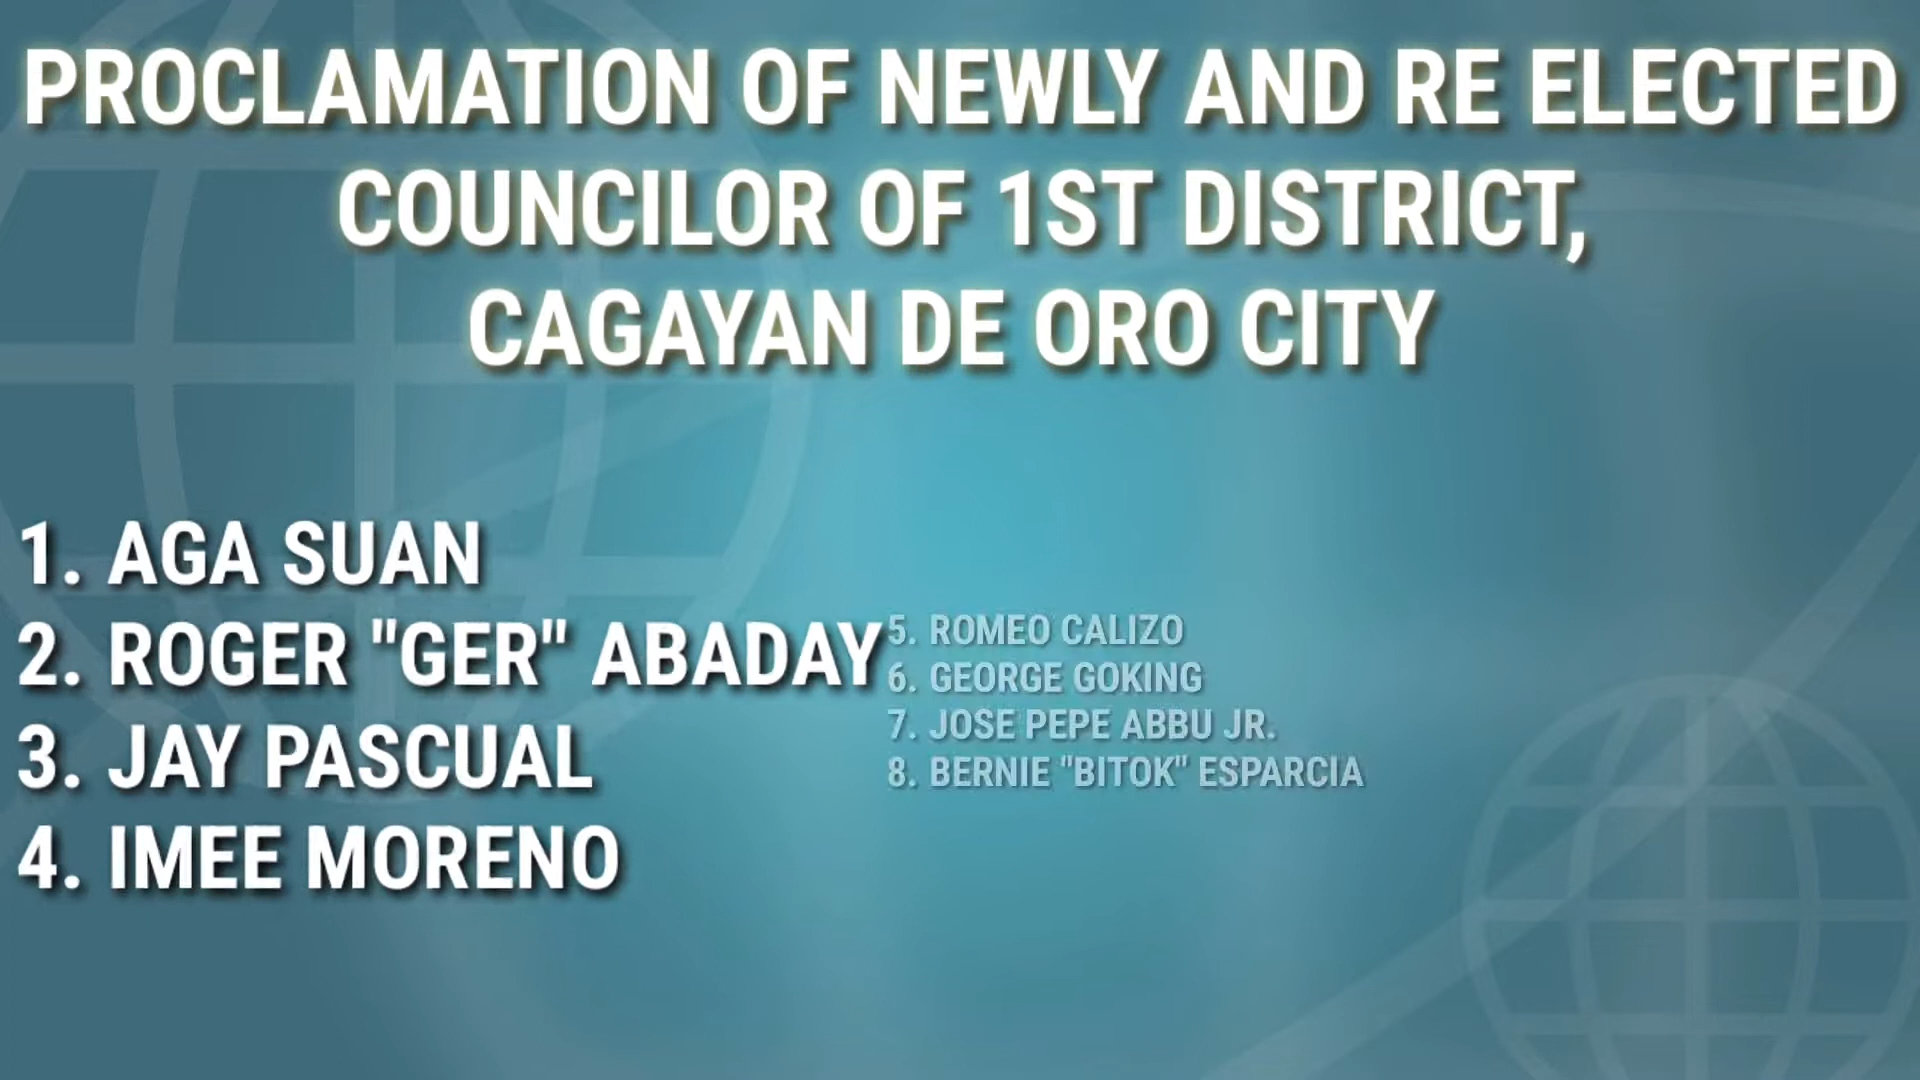 PROCLAMATION OF NEWLY AND RE ELECTED
COUNCILOR OF 1ST DISTRICT,
CAGAYAN DE ORO CITY
1. AGA SUAN
2. ROGER "GER" ABADAY
3. JAY PASCUAL
4. IMEE MORENO
5. ROMEO CALIZO
6. GEORGE GOKING
7. JOSE PEPE ABBU JR.
8. BERNIE "BITOK" ESPARCIA